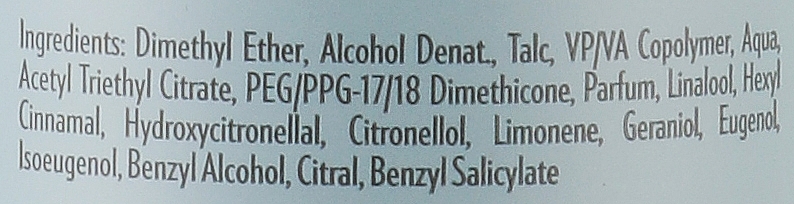 Ingredients: Dimethyl Ether, Alcohol Denat., Talc, VP/VA Copolymer, Aqua,
Acetyl Triethyl Citrate, PEG/PPG-17/18 Dimethicone, Parfum, Linalool, Hexyl
Cinnamal, Hydroxycitronellal, Citronellol, Limonene, Geraniol, Eugenol,
Isoeugenol, Benzyl Alcohol, Citral, Benzyl Salicylate